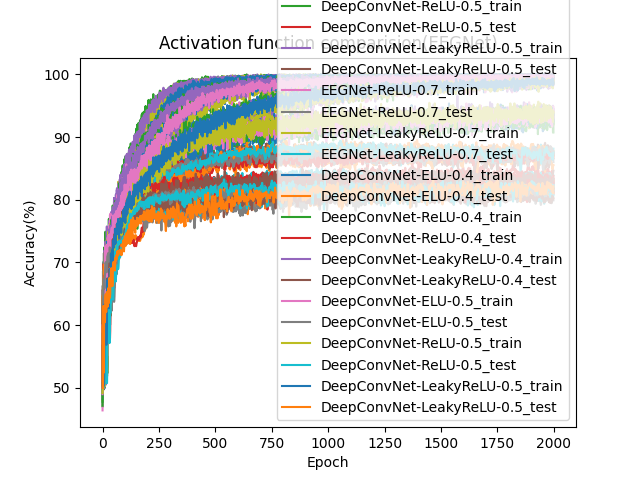 DeepConvNet-ReLU-0.5_train
DeepConvNet-ReLU-0.5_test
Activation function comparision(EEGNet)
DeepConvNet-LeakyReLU-0.5_train
DeepConvNet-LeakyReLU-0.5_test
EEGNet-ReLU-0.7_train
EEGNet-ReLU-0.7_test
EEGNet-LeakyReLU-0.7_train
EEGNet-LeakyReLU-0.7_test
DeepConvNet-ELU-0.4_train
DeepConvNet-ELU-0.4_test
DeepConvNet-ReLU-0.4_train
DeepConvNet-ReLU-0.4_test
DeepConvNet-LeakyReLU-0.4_train
DeepConvNet-LeakyReLU-0.4_test
DeepConvNet-ELU-0.5_train
DeepConvNet-ELU-0.5_test
DeepConvNet-ReLU-0.5_train
DeepConvNet-ReLU-0.5_test
DeepConvNet-LeakyReLU-0.5_train
DeepConvNet-LeakyReLU-0.5_test
100
90
80
70
60
50
Accuracy(%)
0 250 500 750 1000 1250 1500 1750 2000
Epoch